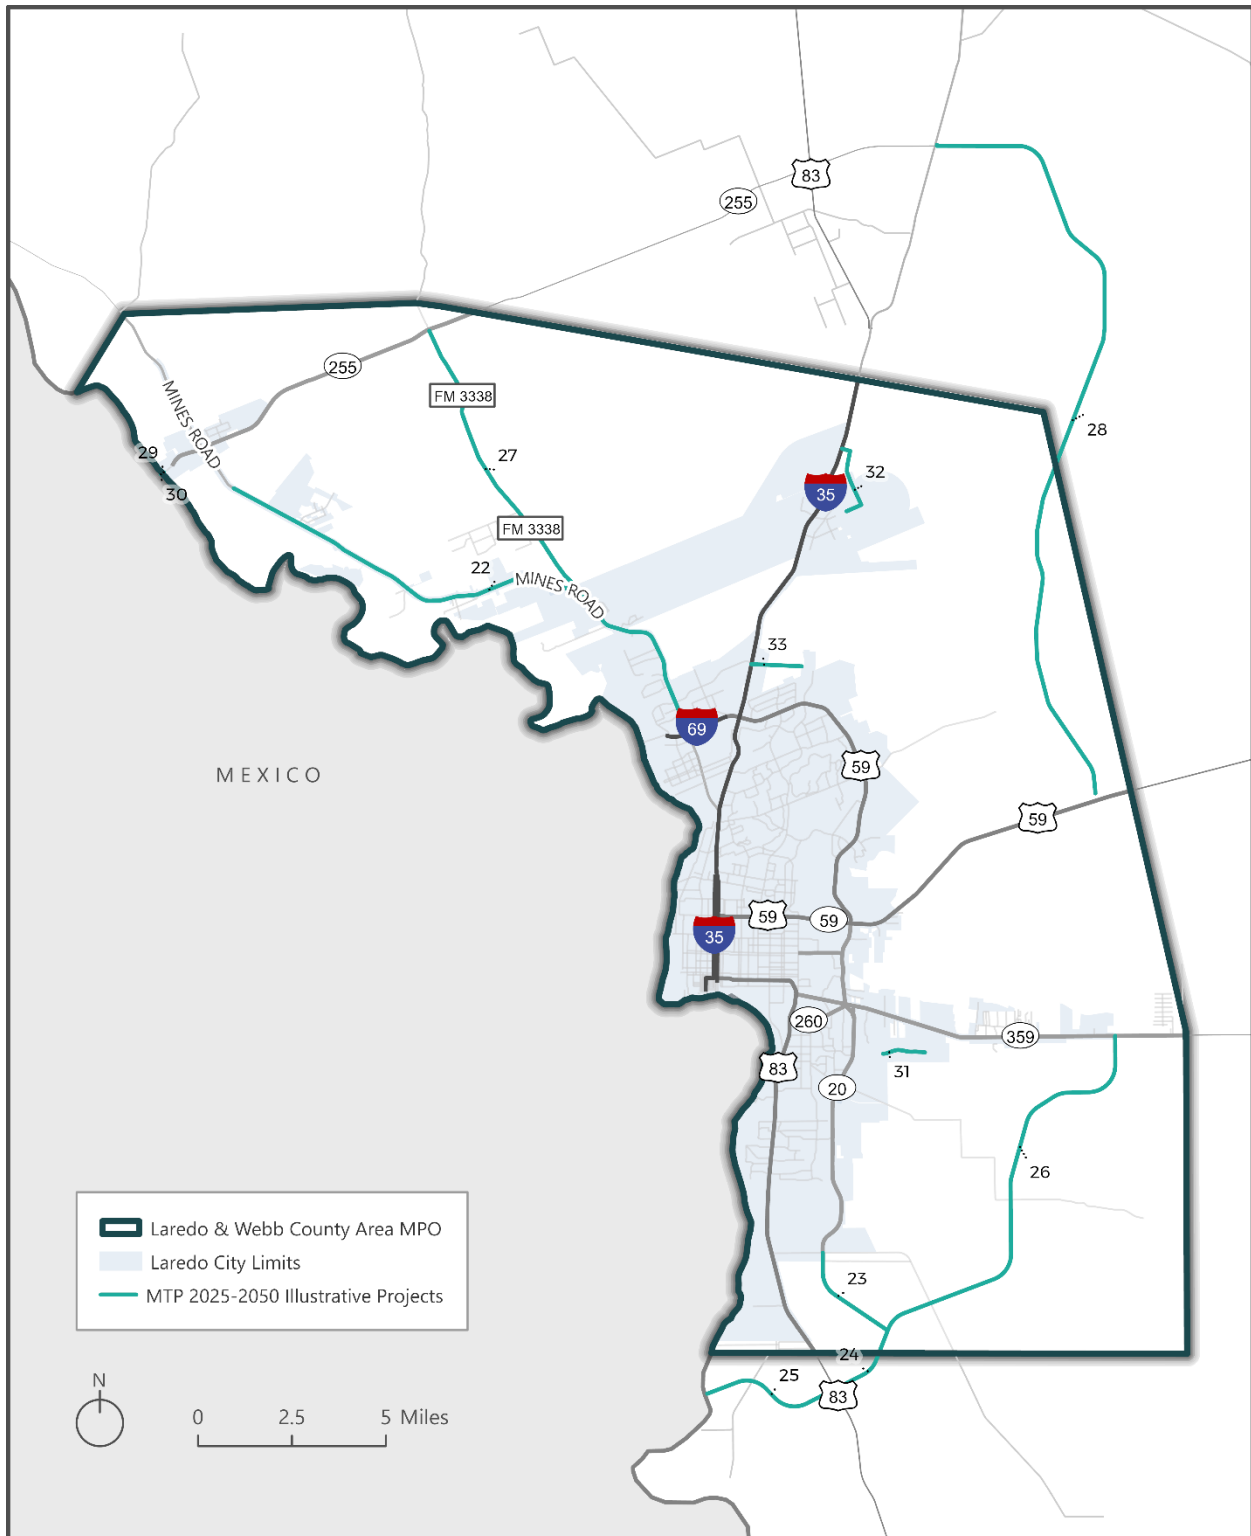 83
255
255
MINES ROAD
FM 3338
28
29
27
32
35
30
FM 3338
22
MINES ROAD
33
69
59
MEXICO
59
59
59
35
260
359
83
31
20
26
23
24
25
83
Laredo & Webb County Area MPO
Laredo City Limits
MTP 2025-2050 Illustrative Projects
N
0 2.5 5 Miles